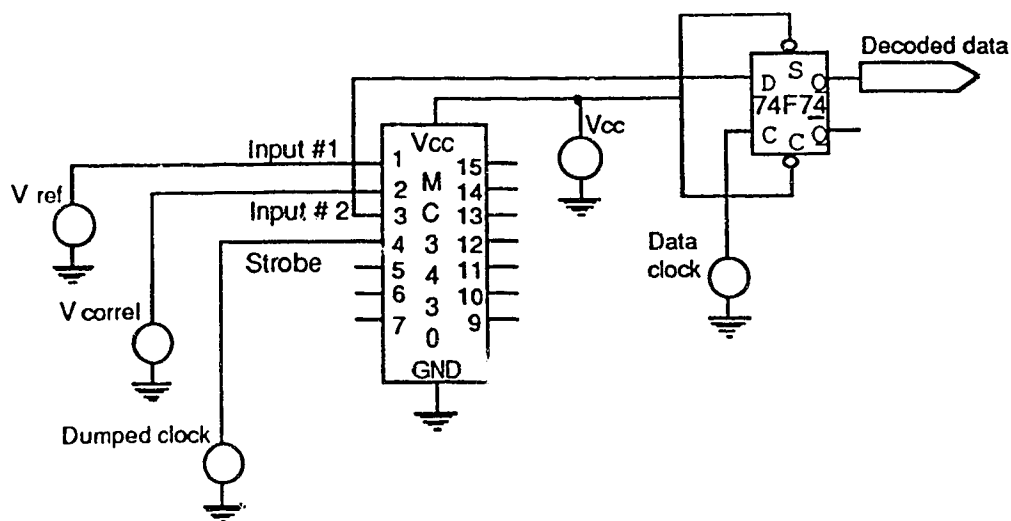 Decoded data
D S Q
74F74
C C Q
Vcc
Vcc
Input #1
1
15
V ref
2
M
14
Input # 2
3
C
13
4
3
12
Strobe
5
4
11
6
3
10
7
0
9
GND
Data
clock
V correl
Dumped clock